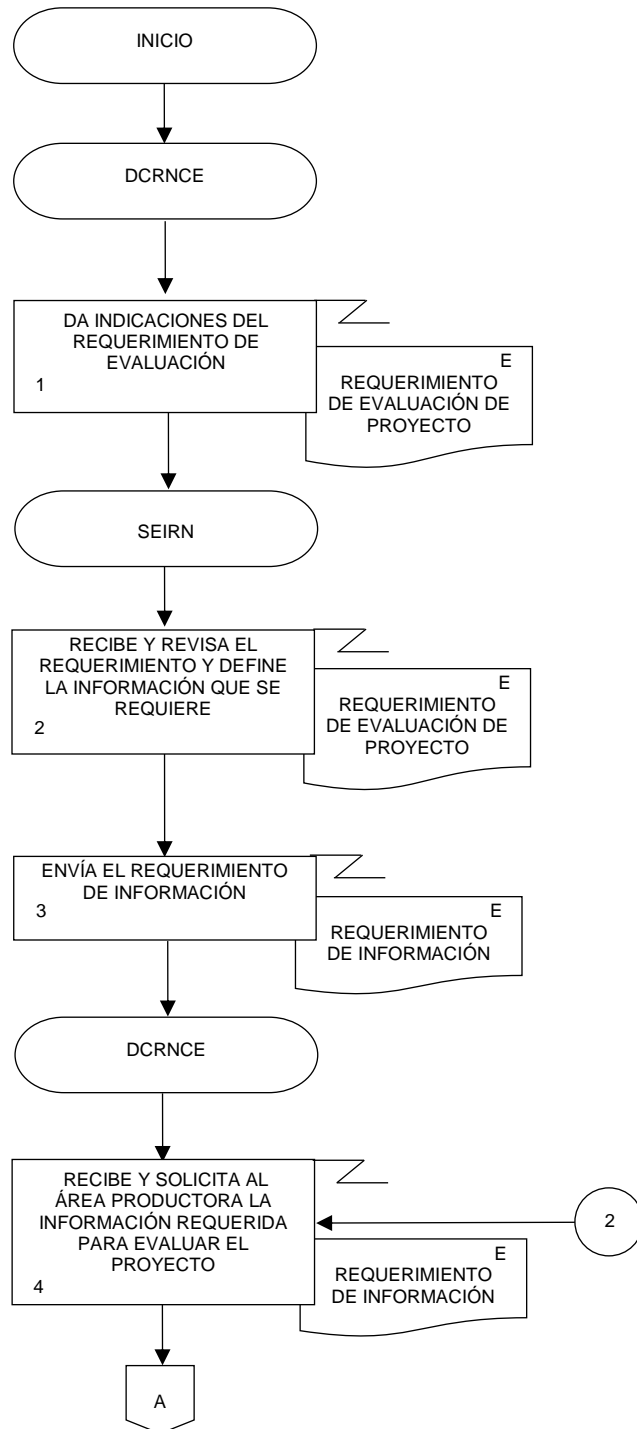 INICIO
DCRNCE
DA INDICACIONES DEL
REQUERIMIENTO DE
EVALUACIÓN
1
E
REQUERIMIENTO
DE EVALUACIÓN DE
PROYECTO
SEIRN
RECIBE Y REVISA EL
REQUERIMIENTO Y DEFINE
LA INFORMACIÓN QUE SE
REQUIERE
2
E
REQUERIMIENTO
DE EVALUACIÓN DE
PROYECTO
ENVÍA EL REQUERIMIENTO
DE INFORMACIÓN
3
E
REQUERIMIENTO
DE INFORMACIÓN
DCRNCE
RECIBE Y SOLICITA AL
ÁREA PRODUCTORA LA
INFORMACIÓN REQUERIDA
PARA EVALUAR EL
PROYECTO
4
2
E
REQUERIMIENTO
DE INFORMACIÓN
A